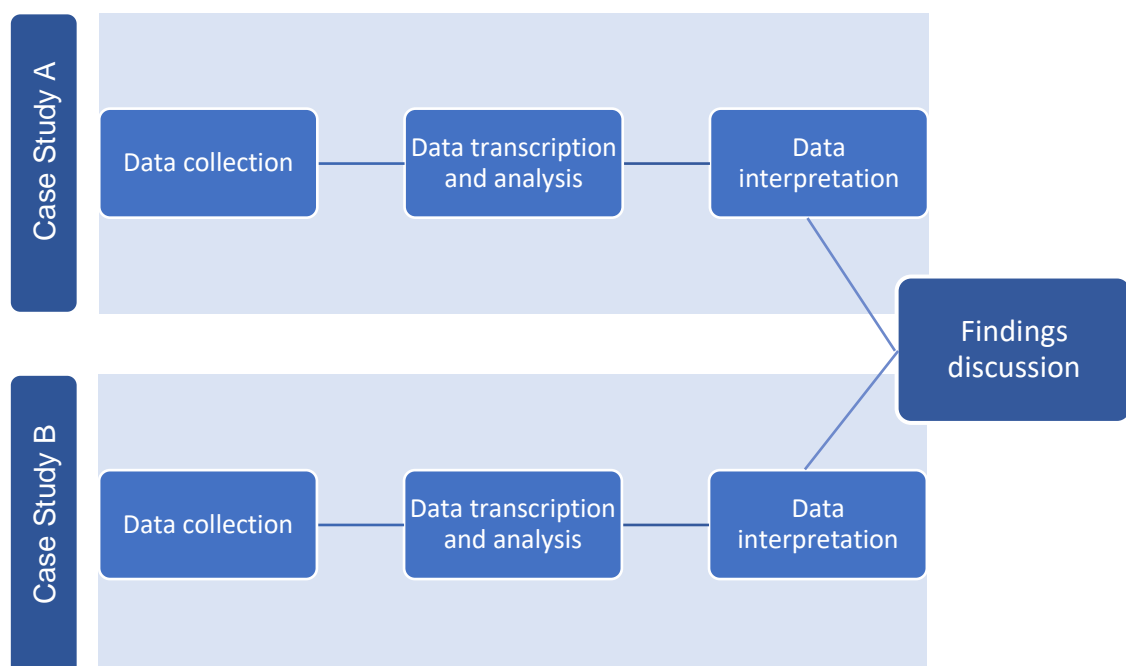 Case Study A
Data collection
Data transcription
and analysis
Data
interpretation
Findings
discussion
Case Study B
Data collection
Data transcription
and analysis
Data
interpretation